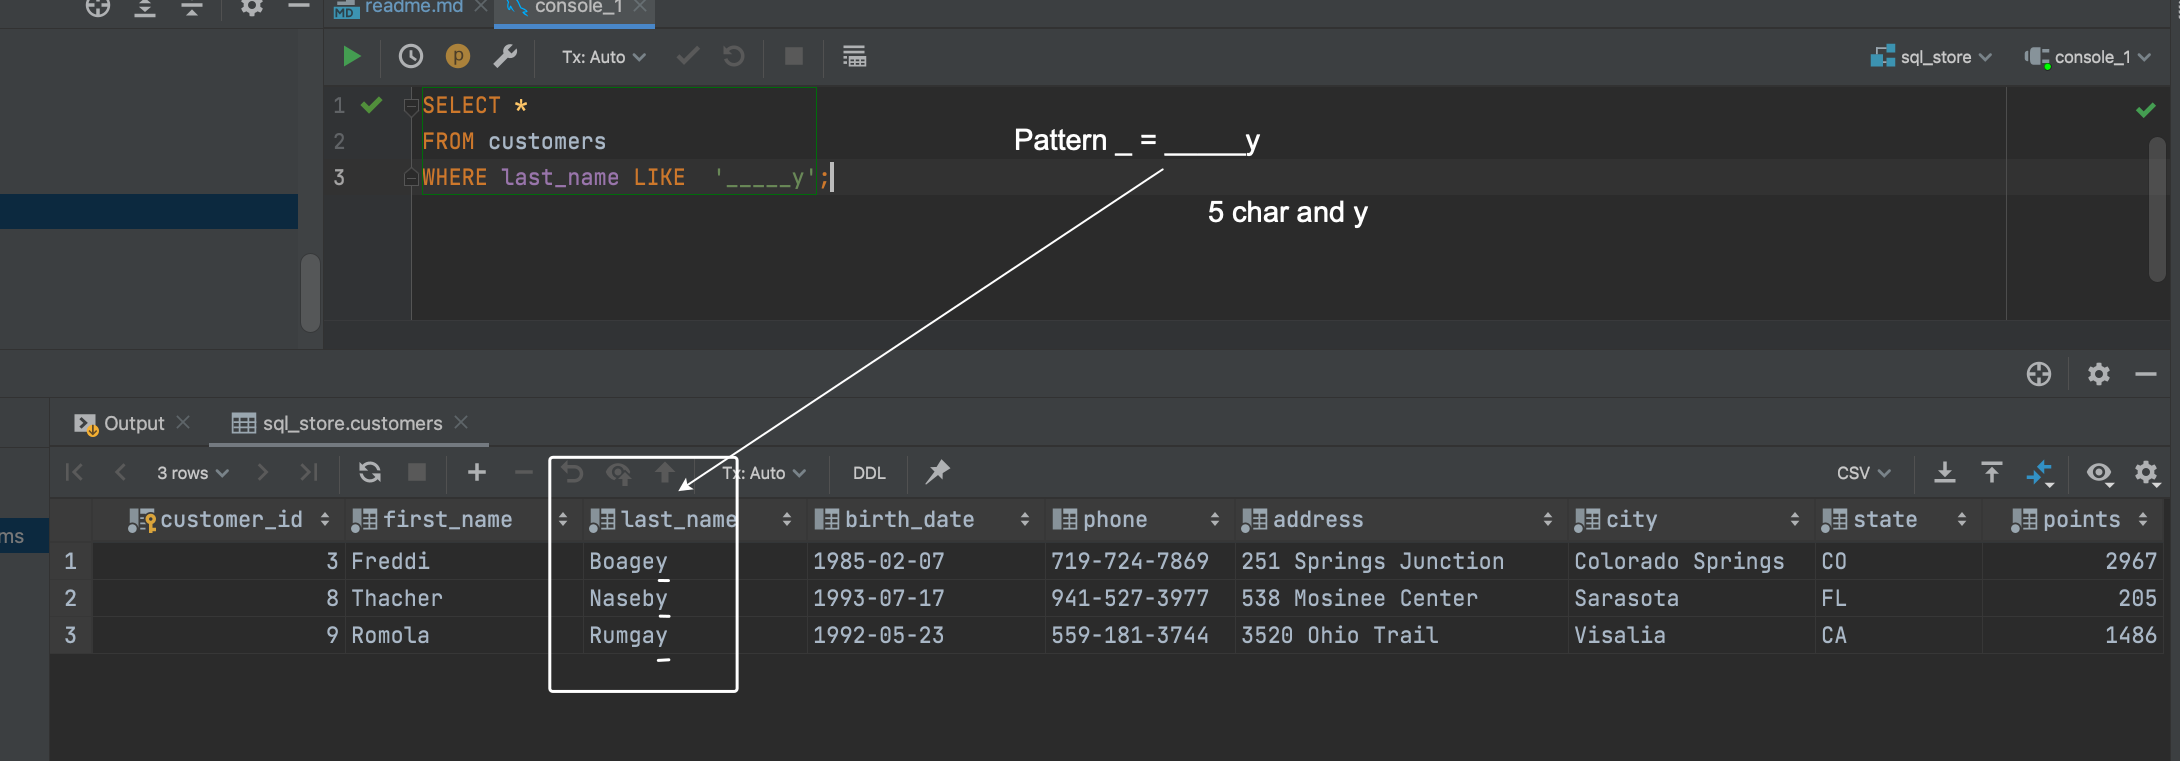 readme.md
console_1
Tx: Auto
sql_store
console_1
1 SELECT *
2 FROM customers
3 WHERE last_name LIKE  '_____y';
Pattern _ = _____y
5 char and y
Output
sql_store.customers
3 rows
Tx: Auto
DDL
CSV
customer_id first_name last_name birth_date phone address city state points
1 3 Freddi Boagey 1985-02-07 719-724-7869 251 Springs Junction Colorado Springs CO 2967
2 8 Thacher Naseby 1993-07-17 941-527-3977 538 Mosinee Center Sarasota FL 205
3 9 Romola Rumgay 1992-05-23 559-181-3744 3520 Ohio Trail Visalia CA 1486
ms